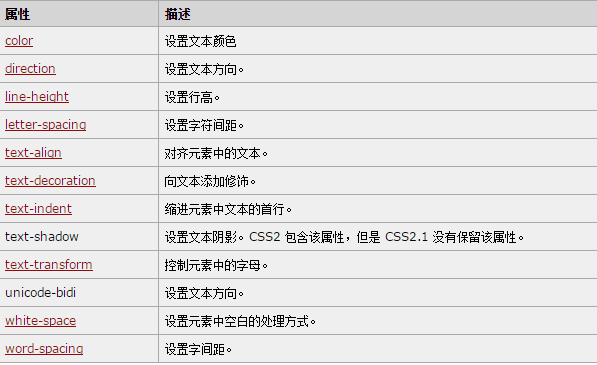 属性 描述
color 设置文本颜色
direction 设置文本方向。
line-height 设置行高。
letter-spacing 设置字符间距。
text-align 对齐元素中的文本。
text-decoration 向文本添加修饰。
text-indent 缩进元素中文本的首行。
text-shadow 设置文本阴影。CSS2 包含该属性，但是 CSS2.1 没有保留该属性。
text-transform 控制元素中的字母。
unicode-bidi 设置文本方向。
white-space 设置元素中空白的处理方式。
word-spacing 设置字间距。